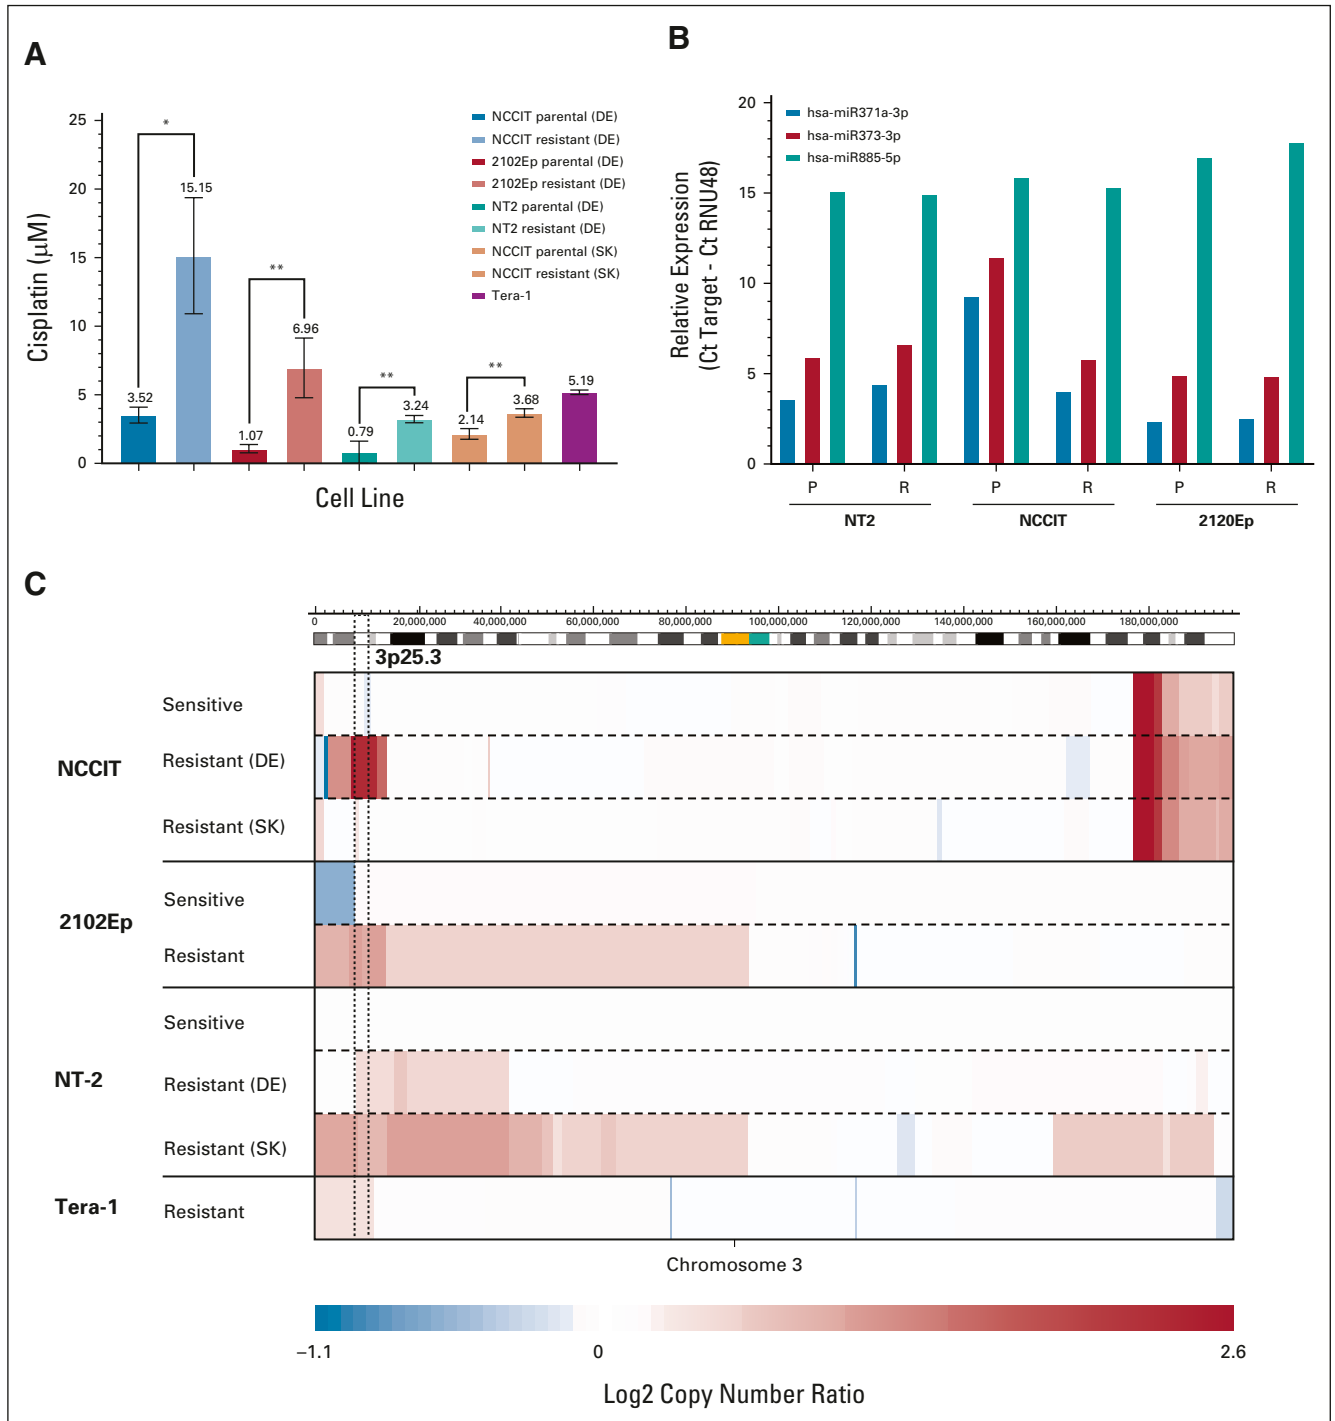 A
25
20
15
10
5
0
Cisplatin (µM)
*
15.15
3.52
**
6.96
1.07
**
3.24
0.79
**
3.68
2.14
5.19
Cell Line
NCCIT parental (DE)
NCCIT resistant (DE)
2102Ep parental (DE)
2102Ep resistant (DE)
NT2 parental (DE)
NT2 resistant (DE)
NCCIT parental (SK)
NCCIT resistant (SK)
Tera-1
B
20
15
10
5
0
Relative Expression
(Ct Target - Ct RNU48)
hsa-miR371a-3p
hsa-miR373-3p
hsa-miR885-5p
P R P R P R
NT2 NCCIT 2120Ep
C
0 20,000,000 40,000,000 60,000,000 80,000,000 100,000,000 120,000,000 140,000,000 160,000,000 180,000,000
3p25.3
NCCIT
Sensitive
Resistant (DE)
Resistant (SK)
2102Ep
Sensitive
Resistant
NT-2
Sensitive
Resistant (DE)
Resistant (SK)
Tera-1
Resistant
Chromosome 3
−1.1 0 2.6
Log2 Copy Number Ratio